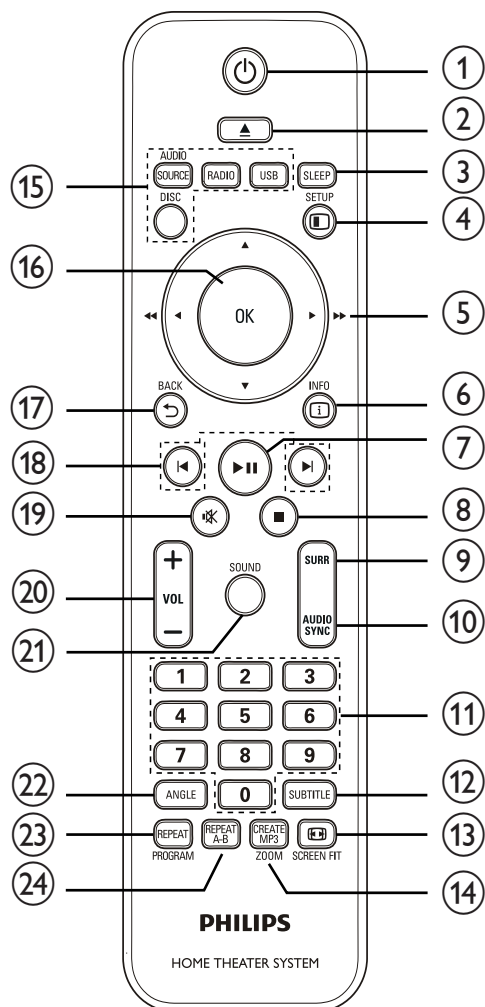 1
2
AUDIO
SOURCE RADIO USB SLEEP
3
15
DISC SETUP
4
16
OK
5
BACK INFO
6
17
7
18
19
8
SURR
9
20
VOL
SOUND
AUDIO
SYNC
10
21
1 2 3
4 5 6
11
7 8 9
22
ANGLE 0 SUBTITLE
12
23
REPEAT REPEAT
A-B CREATE
MP3
13
PROGRAM ZOOM SCREEN FIT
24
14
PHILIPS
HOME THEATER SYSTEM